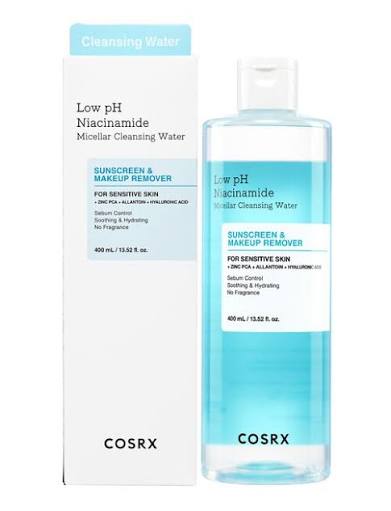 Cleansing Water
Low pH
Niacinamide
Micellar Cleansing Water
SUNSCREEN &
MAKEUP REMOVER
FOR SENSITIVE SKIN
+ ZINC PCA + ALLANTOIN + HYALURONIC ACID
Sebum Control
Soothing & Hydrating
No Fragrance
400 mL / 13.52 fl. oz.
COSRX
Low pH
Niacinamide
Micellar Cleansing Water
SUNSCREEN &
MAKEUP REMOVER
FOR SENSITIVE SKIN
+ ZINC PCA + ALLANTOIN + HYALURONIC ACID
Sebum Control
Soothing & Hydrating
No Fragrance
400 mL / 13.52 fl. oz.
COSRX